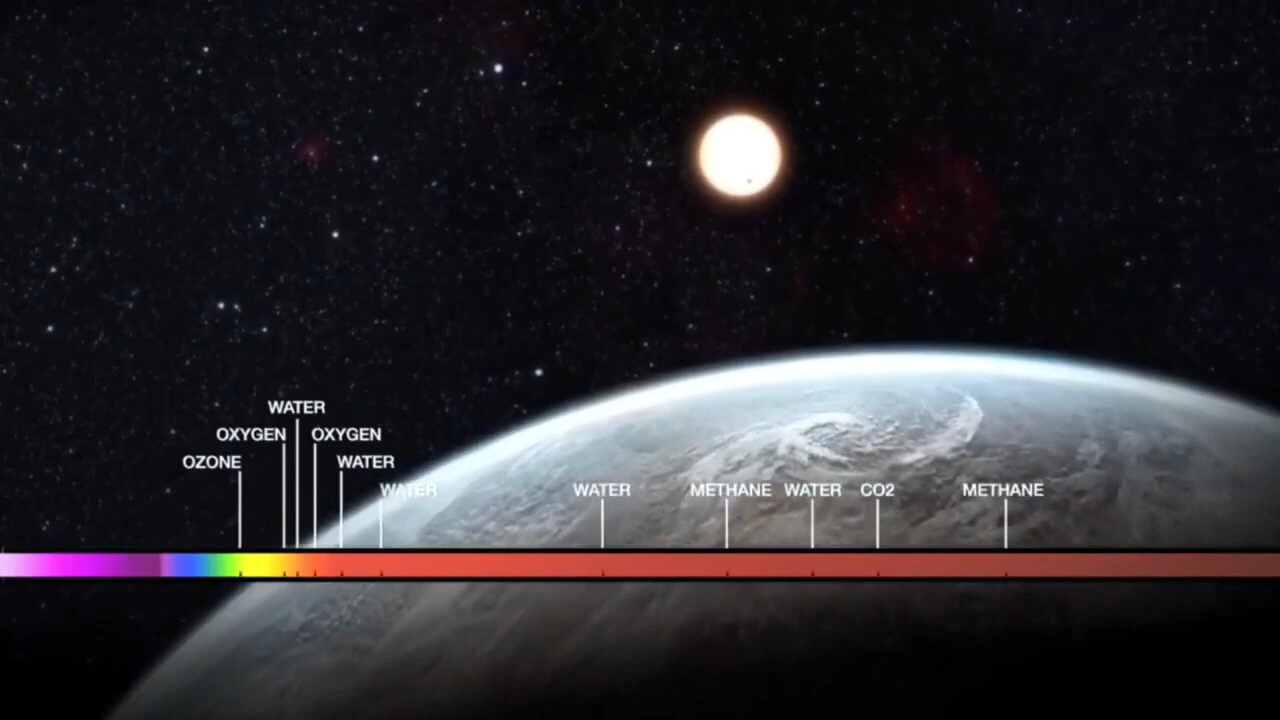 WATER
OXYGEN OXYGEN
OZONE WATER
WATER WATER METHANE WATER CO2 METHANE